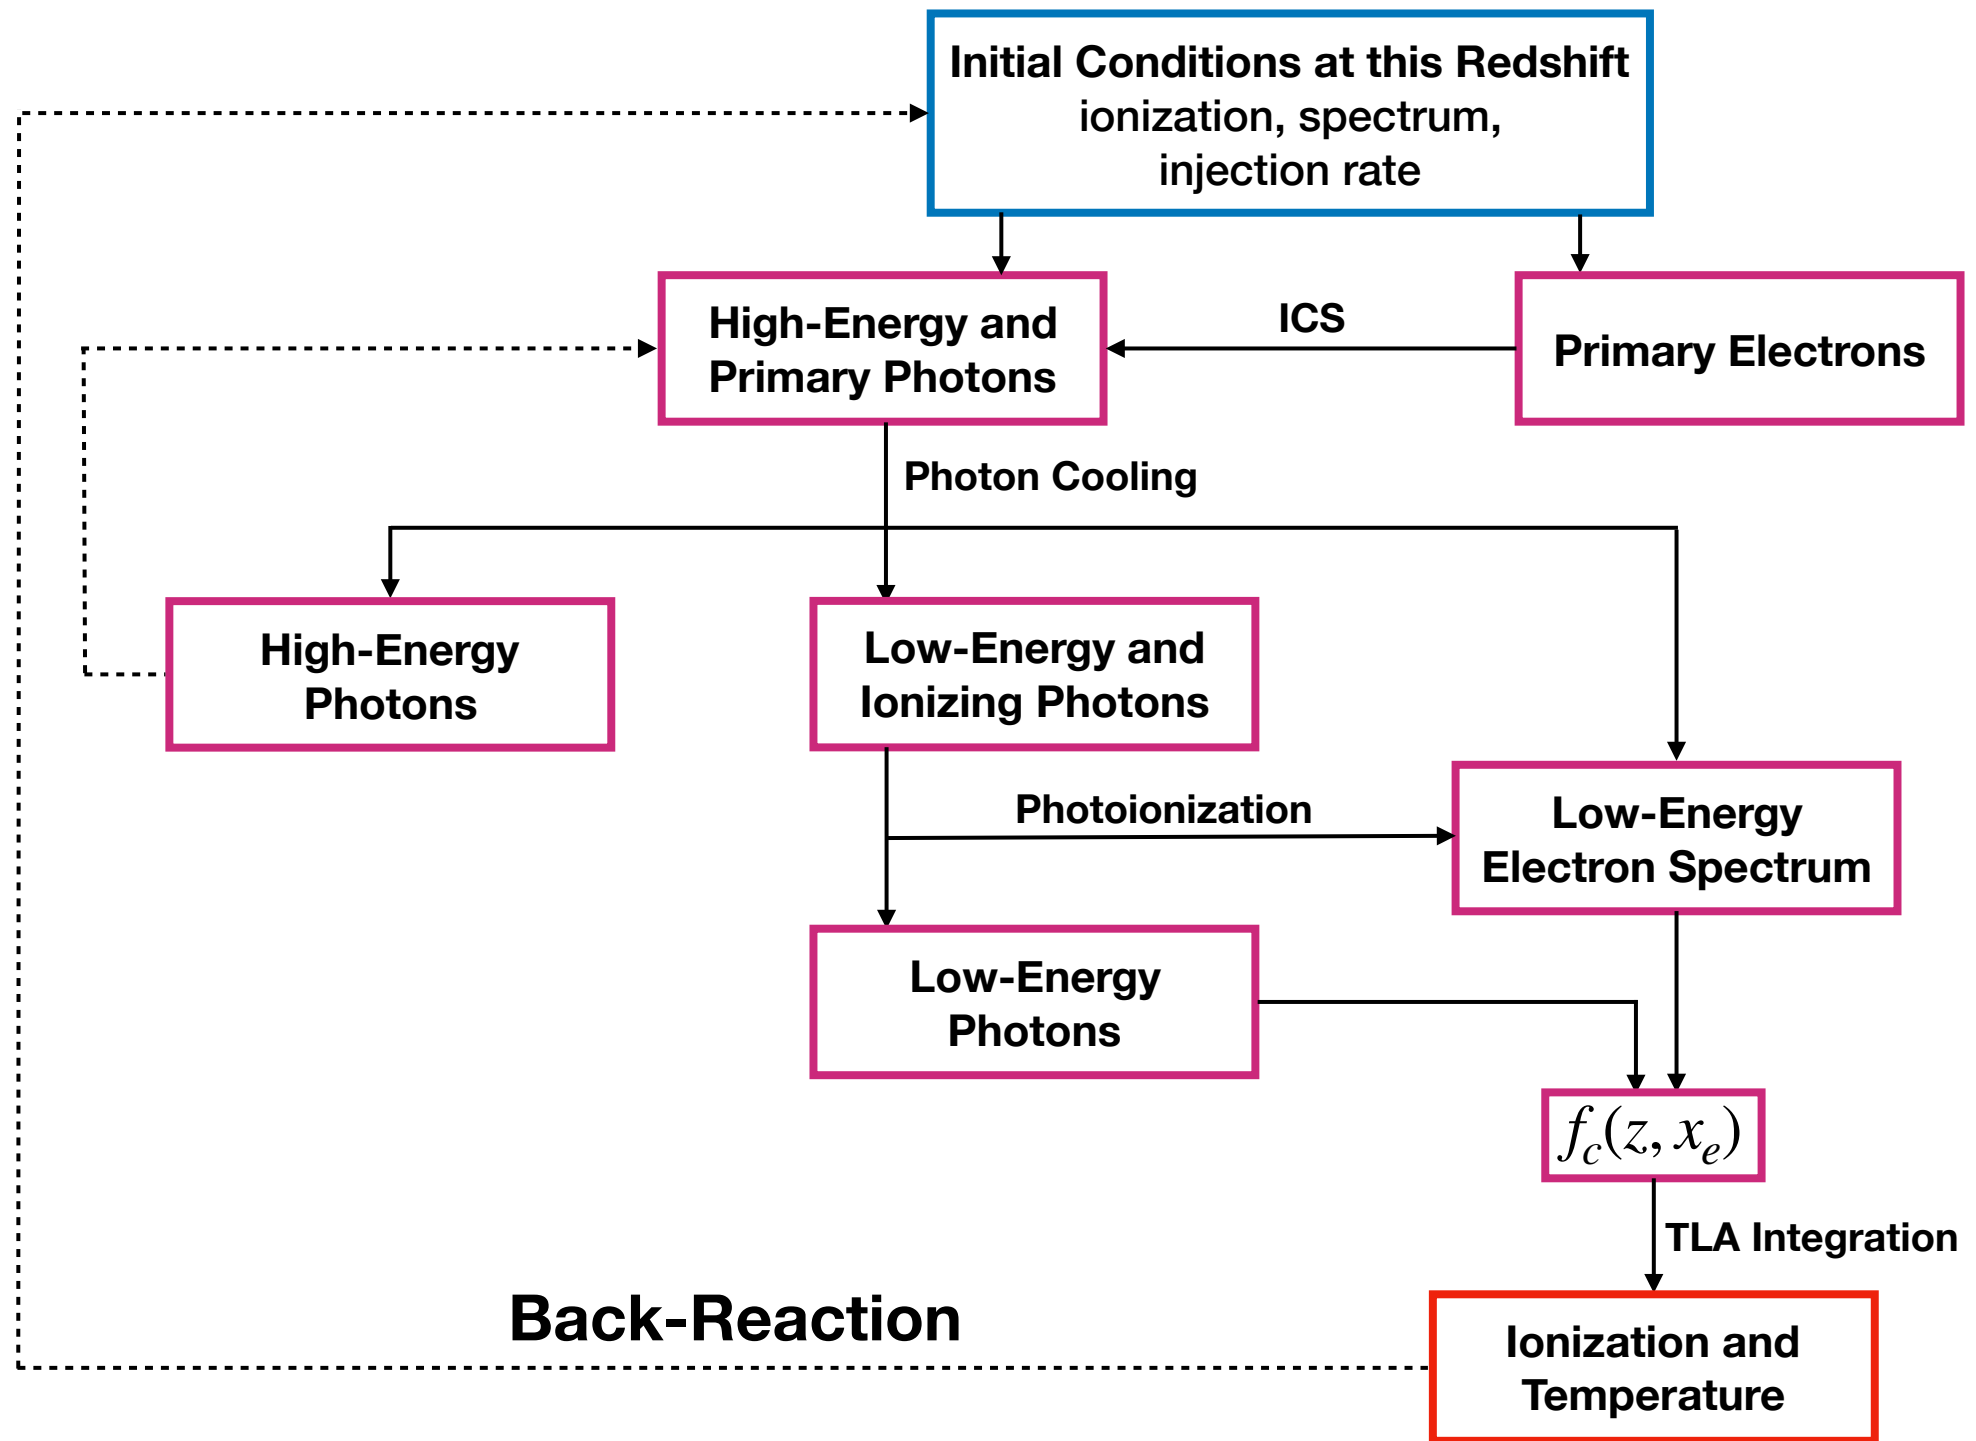 Initial Conditions at this Redshift
ionization, spectrum,
injection rate
High-Energy and
Primary Photons
ICS
Primary Electrons
Photon Cooling
High-Energy
Photons
Low-Energy and
Ionizing Photons
Photoionization
Low-Energy
Electron Spectrum
Low-Energy
Photons
f_c(z, x_e)
TLA Integration
Back-Reaction
Ionization and
Temperature